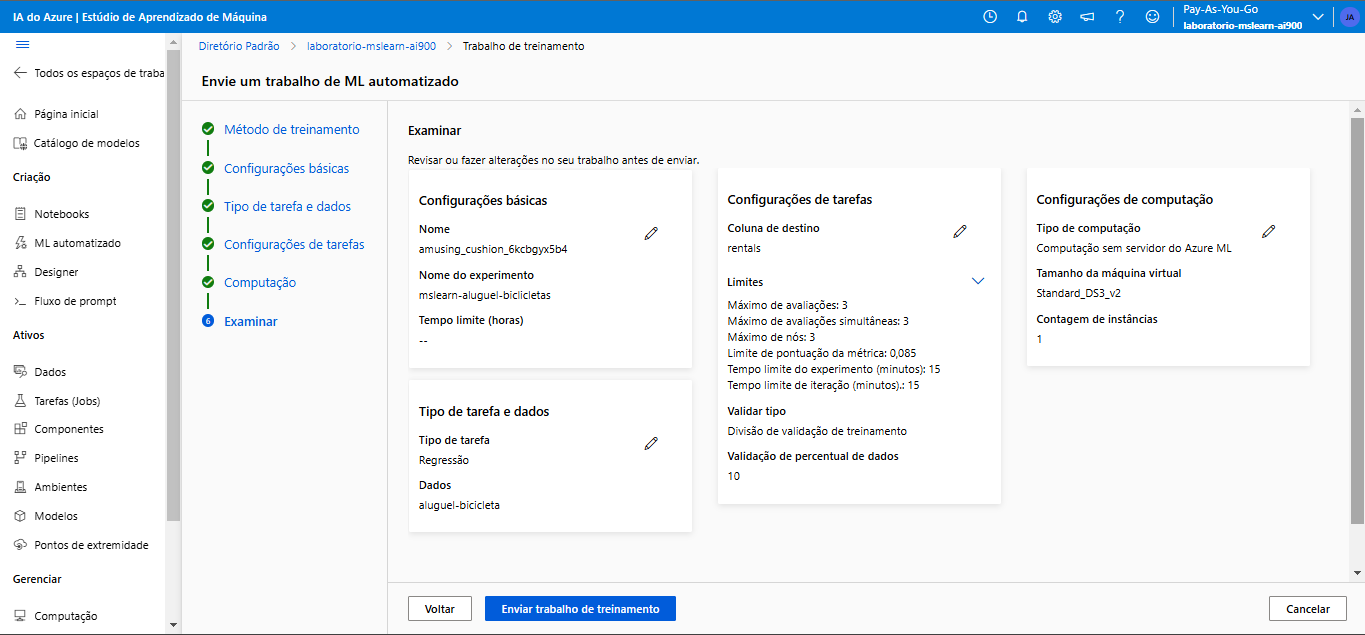 IA do Azure | Estúdio de Aprendizado de Máquina
Pay-As-You-Go
laboratorio-mslearn-ai900
JA
Todos os espaços de traba
Página inicial
Catálogo de modelos
Criação
Notebooks
ML automatizado
Designer
Fluxo de prompt
Ativos
Dados
Tarefas (Jobs)
Componentes
Pipelines
Ambientes
Modelos
Pontos de extremidade
Gerenciar
Computação
Diretório Padrão > laboratorio-mslearn-ai900 > Trabalho de treinamento
Envie um trabalho de ML automatizado
Método de treinamento
Configurações básicas
Tipo de tarefa e dados
Configurações de tarefas
Computação
6 Examinar
Examinar
Revisar ou fazer alterações no seu trabalho antes de enviar.
Configurações básicas
Nome
amusing_cushion_6kcbgyx5b4
Nome do experimento
mslearn-aluguel-biclicletas
Tempo limite (horas)
--
Tipo de tarefa e dados
Tipo de tarefa
Regressão
Dados
aluguel-bicicleta
Configurações de tarefas
Coluna de destino
rentals
Limites
Máximo de avaliações: 3
Máximo de avaliações simultâneas: 3
Máximo de nós: 3
Limite de pontuação da métrica: 0,085
Tempo limite do experimento (minutos): 15
Tempo limite de iteração (minutos).: 15
Validar tipo
Divisão de validação de treinamento
Validação de percentual de dados
10
Configurações de computação
Tipo de computação
Computação sem servidor do Azure ML
Tamanho da máquina virtual
Standard_DS3_v2
Contagem de instâncias
1
Voltar
Enviar trabalho de treinamento
Cancelar